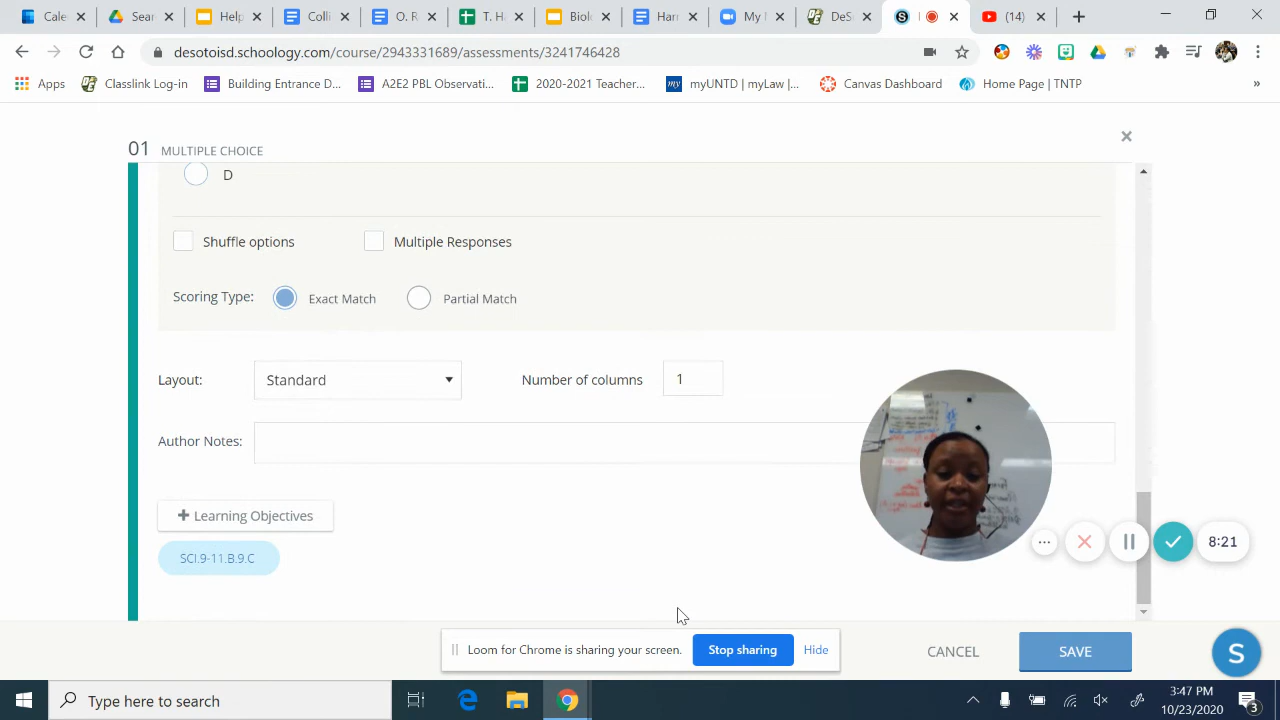 Cale
Sear
Help
Colli
O. R
T. Ha
Biolo
Harr
My I
DeS
(14)
desotoisd.schoology.com/course/2943331689/assessments/3241746428
Apps
Classlink Log-in
Building Entrance D...
A2E2 PBL Observati...
2020-2021 Teacher...
my
myUNTD | myLaw |...
Canvas Dashboard
Home Page | TNTP
»
01 MULTIPLE CHOICE
D
Shuffle options
Multiple Responses
Scoring Type:
Exact Match
Partial Match
Layout:
Standard
Number of columns
1
Author Notes:
+ Learning Objectives
SCI.9-11.B.9.C
8:21
Loom for Chrome is sharing your screen.
Stop sharing
Hide
CANCEL
SAVE
S
Type here to search
3:47 PM
10/23/2020
3